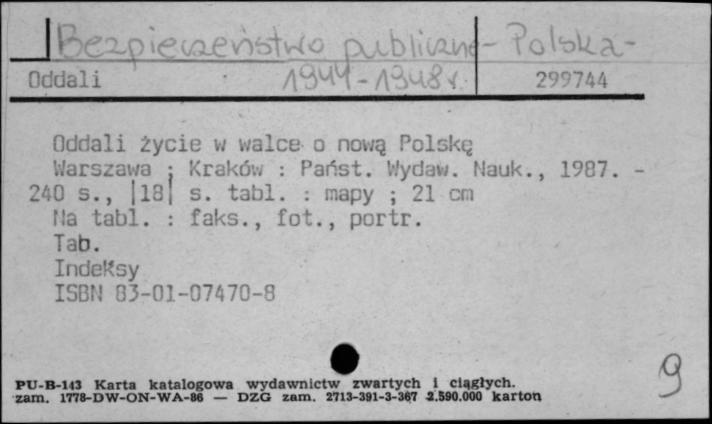 Bezpieczeństwo publiczne - Polska -
1944-1948 r.
Oddali 299744
Oddali życie w walce o nową Polskę
Warszawa ; Kraków : Państ. Wydaw. Nauk., 1987. -
240 s., |18| s. tabl. : mapy ; 21 cm
Na tabl. : faks., fot., portr.
Tab.
Indeksy
ISBN 83-01-07470-8
9
PU-B-143 Karta katalogowa wydawnictw zwartych i ciągłych.
zam. 1778-DW-ON-WA-86 — DZG zam. 2713-391-3-367 2.590.000 karton